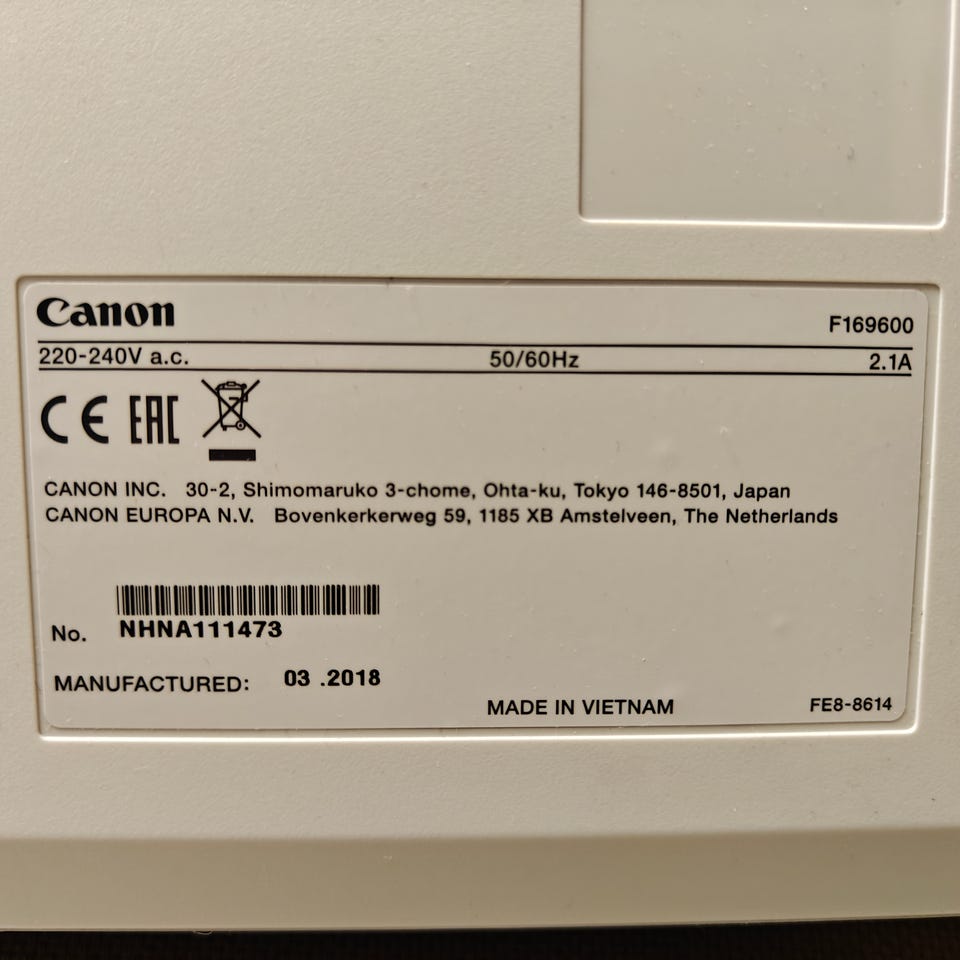 Canon
F169600
220-240V a.c. 50/60Hz 2.1A
CE EAC
CANON INC. 30-2, Shimomaruko 3-chome, Ohta-ku, Tokyo 146-8501, Japan
CANON EUROPA N.V. Bovenkerkerweg 59, 1185 XB Amstelveen, The Netherlands
No. NHNA111473
MANUFACTURED: 03 .2018
MADE IN VIETNAM FE8-8614